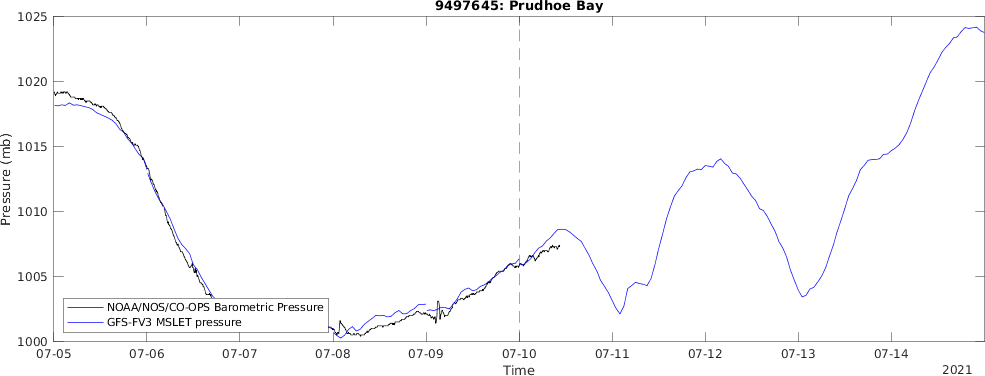 9497645: Prudhoe Bay
1025
1020
1015
1010
1005
1000
Pressure (mb)
NOAA/NOS/CO-OPS Barometric Pressure
GFS-FV3 MSLET pressure
07-05 07-06 07-07 07-08 07-09 07-10 07-11 07-12 07-13 07-14
Time
2021